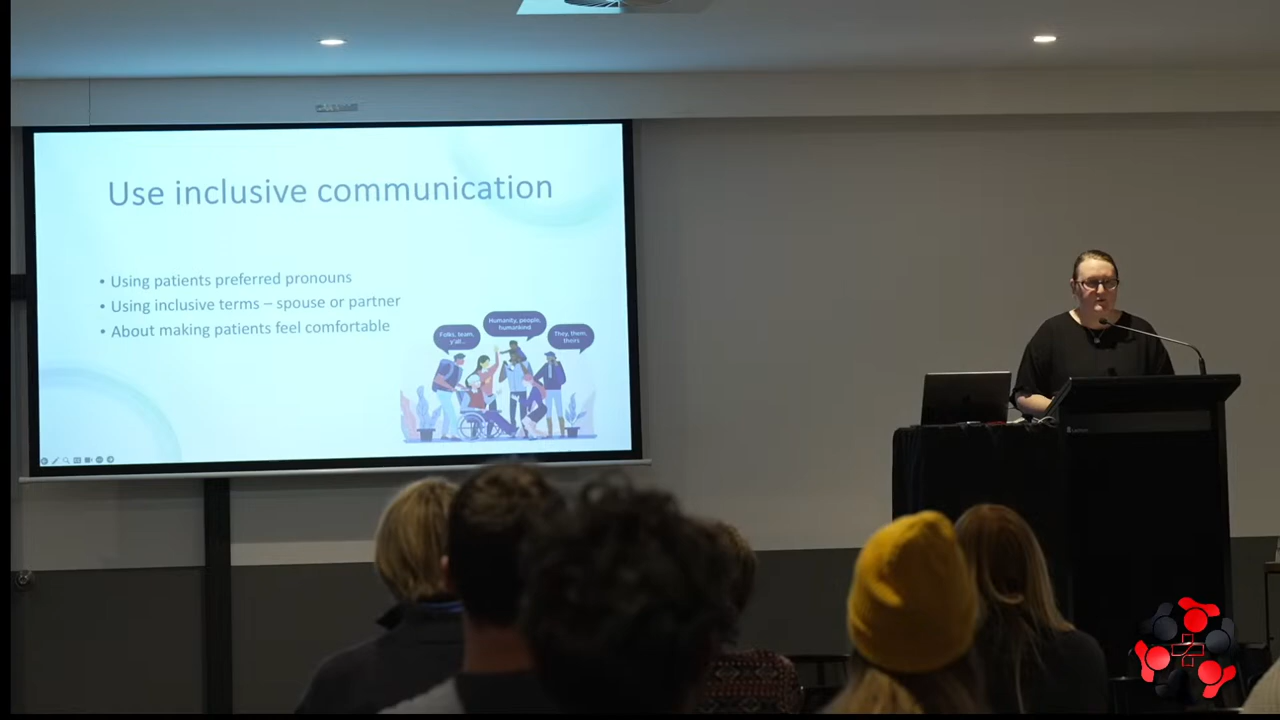 Use inclusive communication
• Using patients preferred pronouns
• Using inclusive terms – spouse or partner
• About making patients feel comfortable
Folks, team,
y'all...
Humanity, people,
humankind
They, them,
theirs